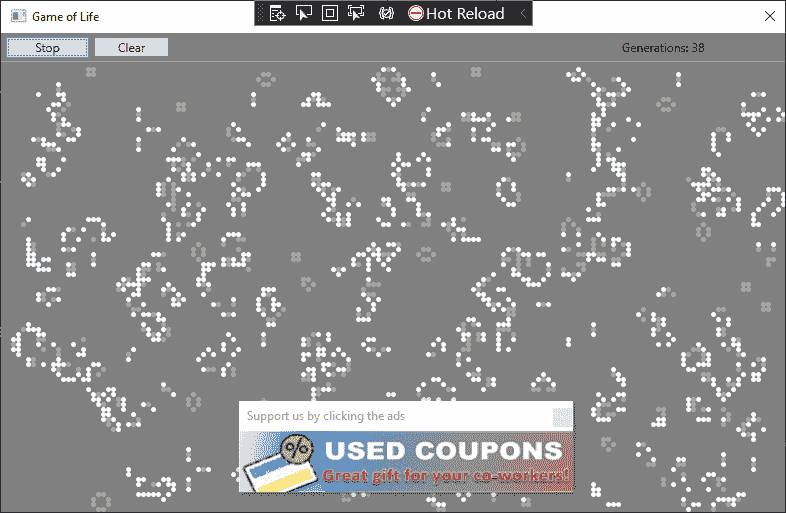 Game of Life
Hot Reload
Stop
Clear
Generations: 38
Support us by clicking the ads
%
USED COUPONS
Great gift for your co-workers!